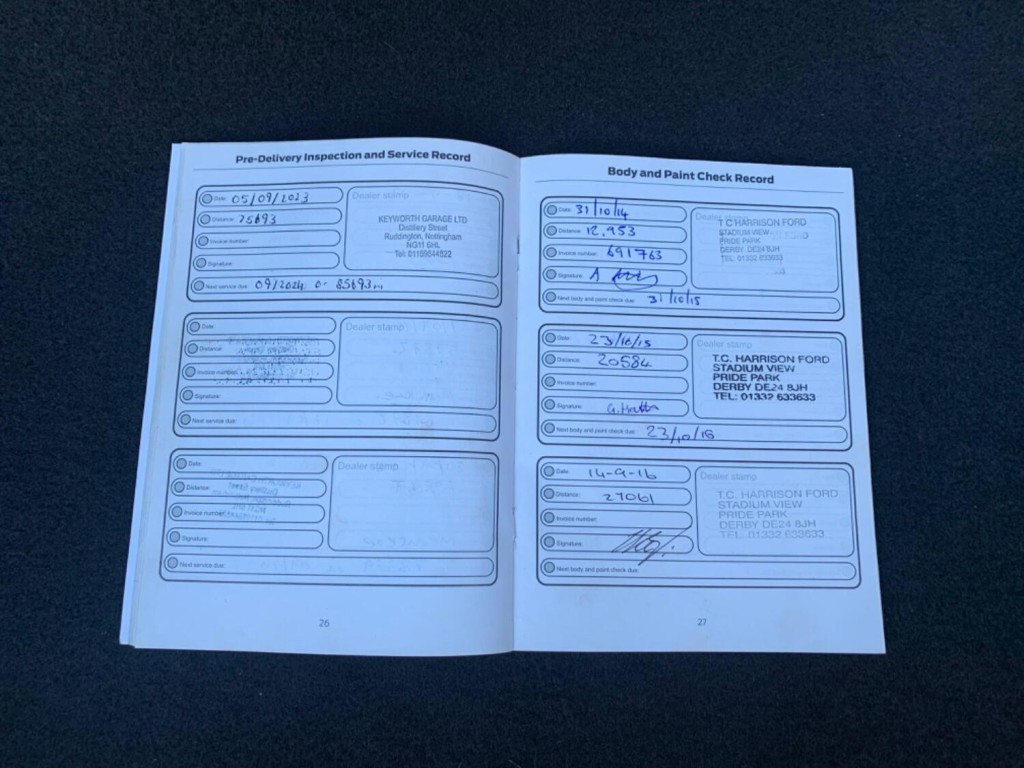 Pre-Delivery Inspection and Service Record
Date: 05/09/2023
Distance: 75693
Invoice number:
Signature:
Next service due: 09/2024 0- 85693
Dealer stamp
KEYWORTH GARAGE LTD
Distillery Street
Ruddington, Nottingham
NG11 6HL
Tel: 01159844822
Date:
Distance:
Invoice number:
Signature:
Next service due:
Dealer stamp
Date:
Distance:
Invoice number:
Signature:
Next service due:
Dealer stamp
26
Body and Paint Check Record
Date: 31/10/14
Distance: 12,953
Invoice number: 691763
Signature:
Next body and paint check due: 31/10/15
Dealer stamp
T C HARRISON FORD
STADIUM VIEW
PRIDE PARK
DERBY DE24 8JH
TEL 01332 633633
Date: 23/10/15
Distance: 20584
Invoice number:
Signature:
Next body and paint check due: 23/10/16
Dealer stamp
T.C. HARRISON FORD
STADIUM VIEW
PRIDE PARK
DERBY DE24 8JH
TEL: 01332 633633
Date: 14-9-16
Distance: 27061
Invoice number:
Signature:
Next body and paint check due:
Dealer stamp
T.C. HARRISON FORD
STADIUM VIEW
PRIDE PARK
DERBY DE24 8JH
TEL: 01332 633633
27